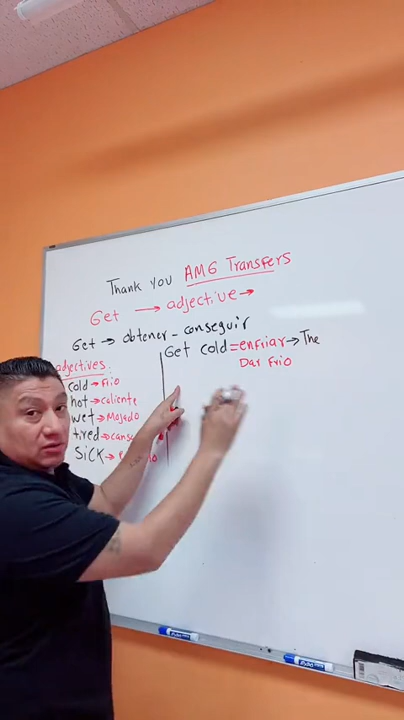 Thank you AMG Transfers
Get → adjective →
Get → obtener - conseguir
adjectives.
cold → Frio
hot → caliente
wet → Mojado
tired →
Sick →
Get cold = enfriar → The
Dar Frio